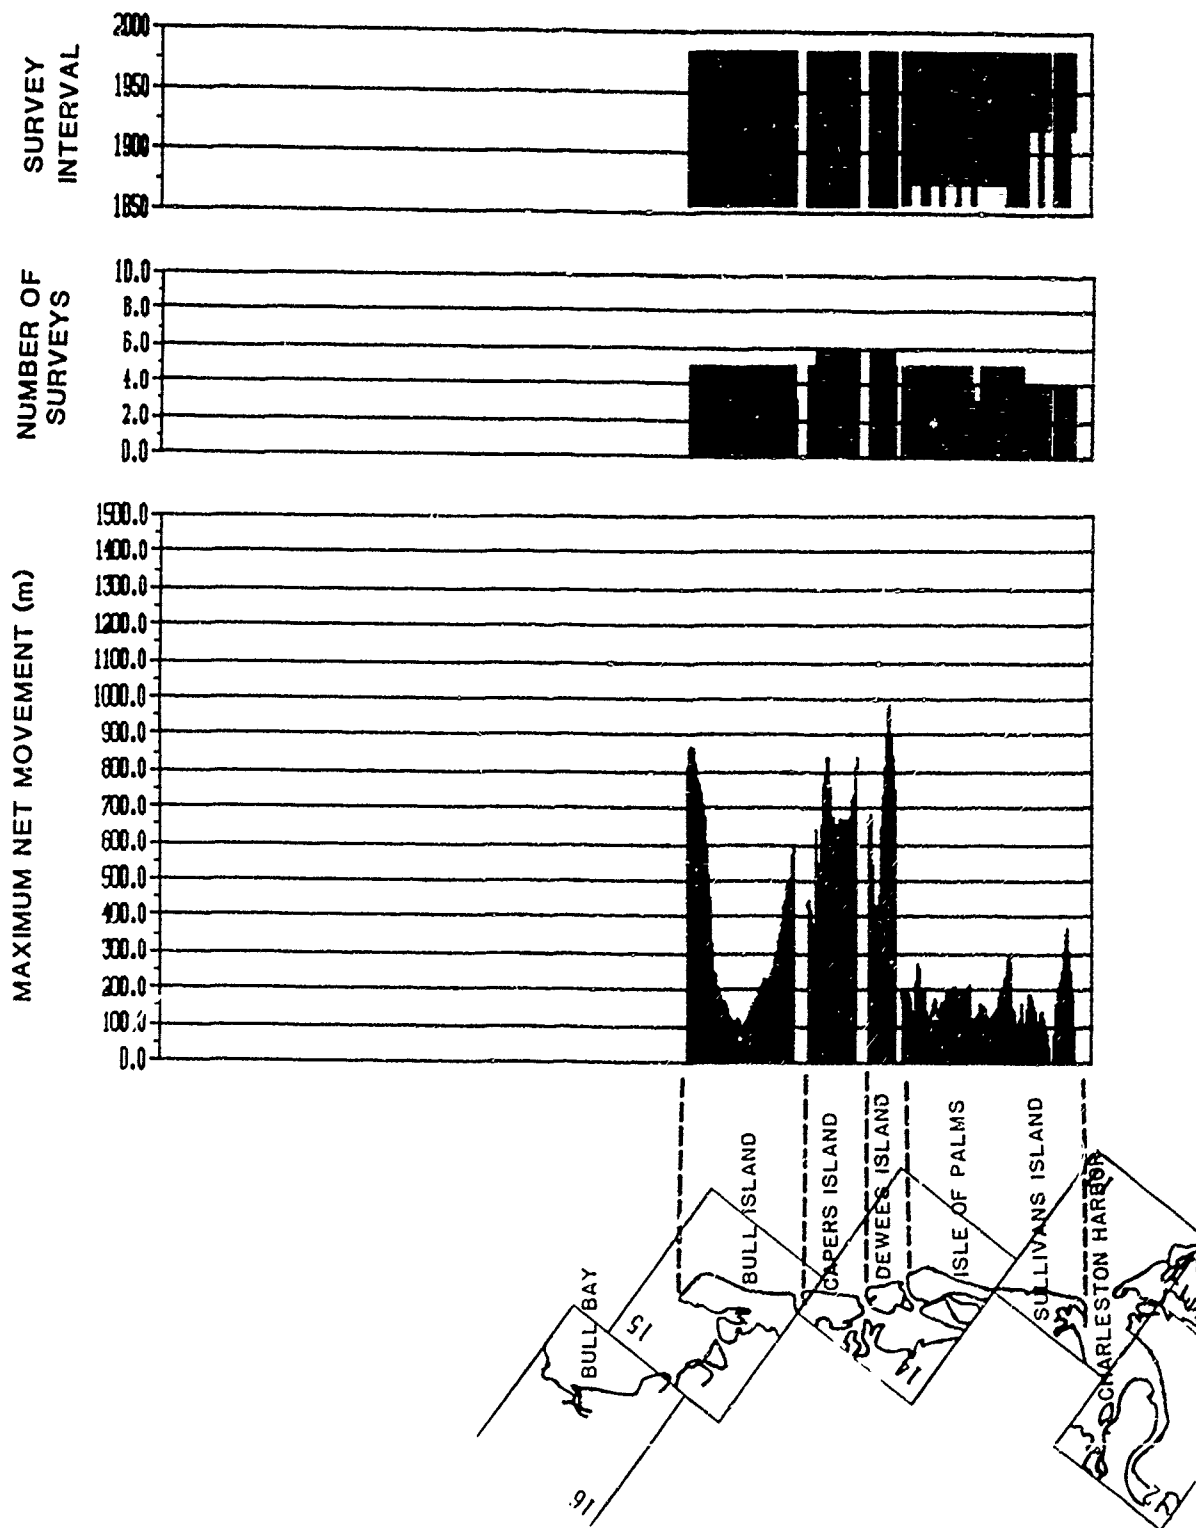 SURVEY
INTERVAL
2000
1950
1900
1850
NUMBER OF
SURVEYS
10.0
8.0
6.0
4.0
2.0
0.0
MAXIMUM NET MOVEMENT (m)
1500.0
1400.0
1300.0
1200.0
1100.0
1000.0
900.0
800.0
700.0
600.0
500.0
400.0
300.0
200.0
100.0
0.0
BULL BAY
BULL ISLAND
CAPERS ISLAND
DEWEES ISLAND
ISLE OF PALMS
SULLIVANS ISLAND
CHARLESTON HARBOR
16
15
14